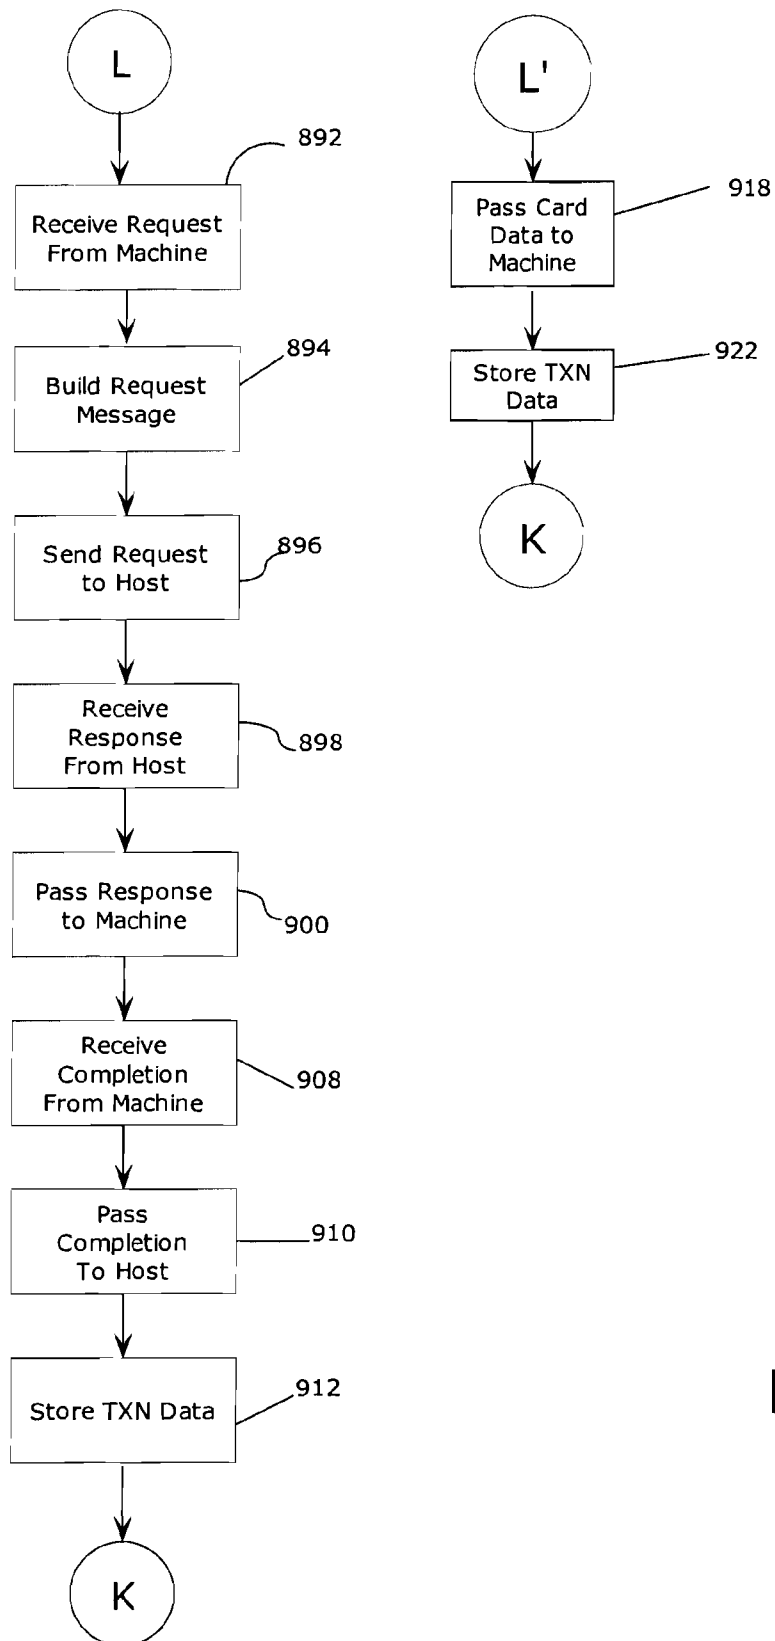 L
892
Receive Request
From Machine
894
Build Request
Message
896
Send Request
to Host
Receive
Response
From Host
898
Pass Response
to Machine
900
Receive
Completion
From Machine
908
Pass
Completion
To Host
910
912
Store TXN Data
K
L'
918
Pass Card
Data to
Machine
922
Store TXN
Data
K